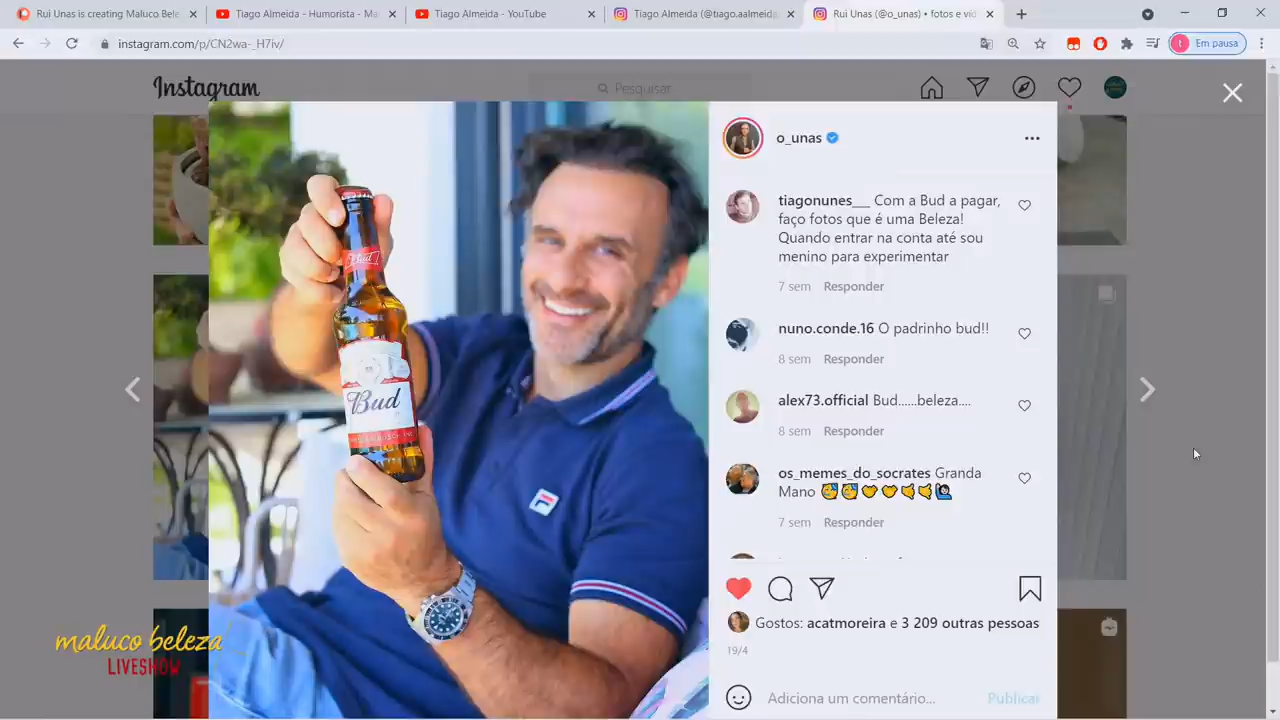 Rui Unas is creating Maluco Bele
Tiago Almeida - Humorista - Ma
Tiago Almeida - YouTube
Tiago Almeida (@tiago.aalmeida
Rui Unas (@o_unas) • fotos e víd
instagram.com/p/CN2wa-_H7iv/
Em pausa
Instagram
Pesquisar
o_unas
tiagonunes___ Com a Bud a pagar,
faço fotos que é uma Beleza!
Quando entrar na conta até sou
menino para experimentar
7 sem Responder
nuno.conde.16 O padrinho bud!!
8 sem Responder
alex73.official Bud......beleza....
8 sem Responder
os_memes_do_socrates Granda
Mano
7 sem Responder
Gostos: acatmoreira e 3 209 outras pessoas
19/4
Adiciona um comentário...
Publicar
Bud
Bud
FILA
maluco beleza
LIVESHOW